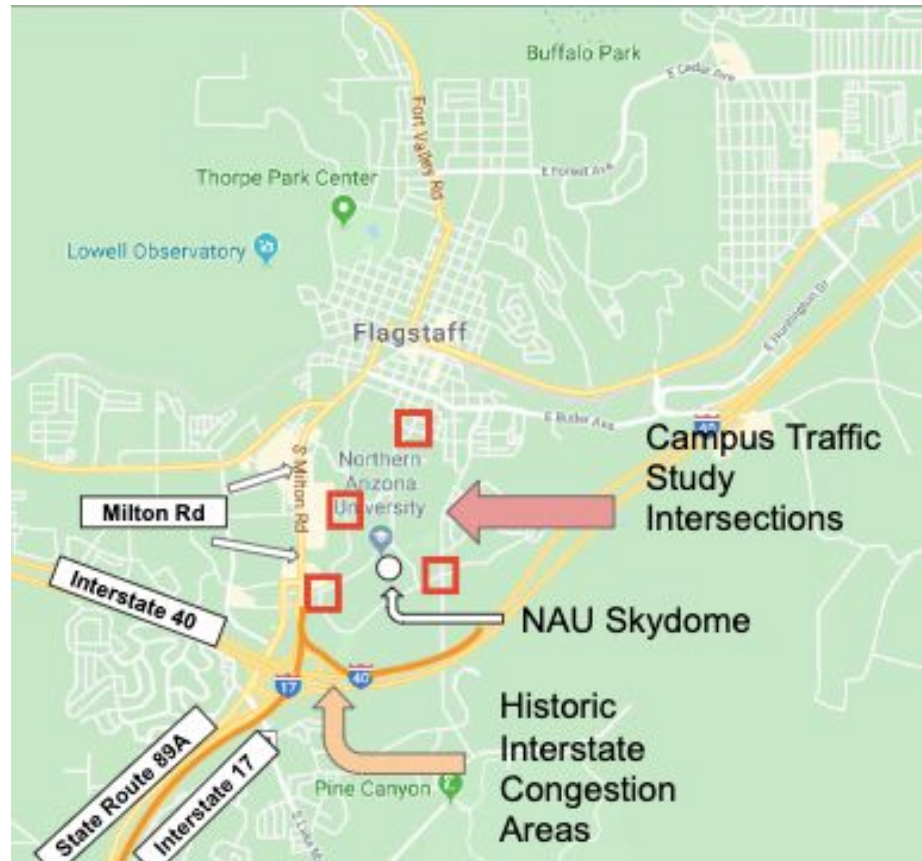 Buffalo Park
E Cedar Ave
Fort Valley Rd
E Forest Ave
Thorpe Park Center
Lowell Observatory
Flagstaff
E Huntington Dr
E Butler Ave
40
Campus Traffic
Study
Intersections
S Milton Rd
Northern
Arizona
University
Milton Rd
Interstate 40
NAU Skydome
17
40
Historic
Interstate
Congestion
Areas
State Route 89A
Interstate 17
Pine Canyon